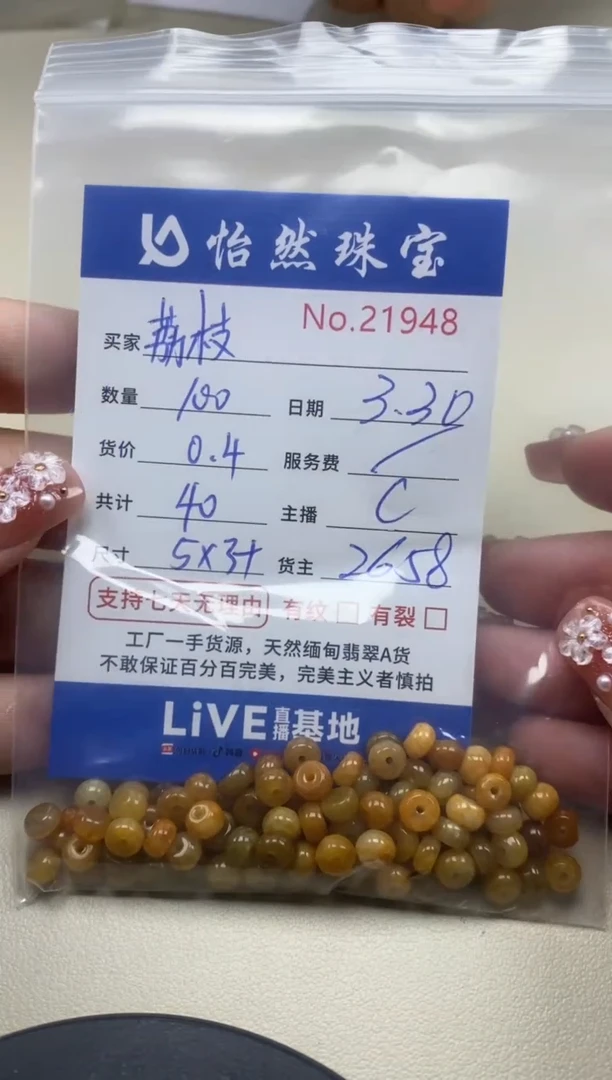 怡然珠宝
No.21948
买家 荔枝
数量 100 日期 3.30
货价 0.4 服务费 /
共计 40 主播 C
尺寸 5X3+ 货主 2658
支持七天无理由 有纹 有裂
工厂一手货源，天然缅甸翡翠A货
不敢保证百分百完美，完美主义者慎拍
LiVE直播基地